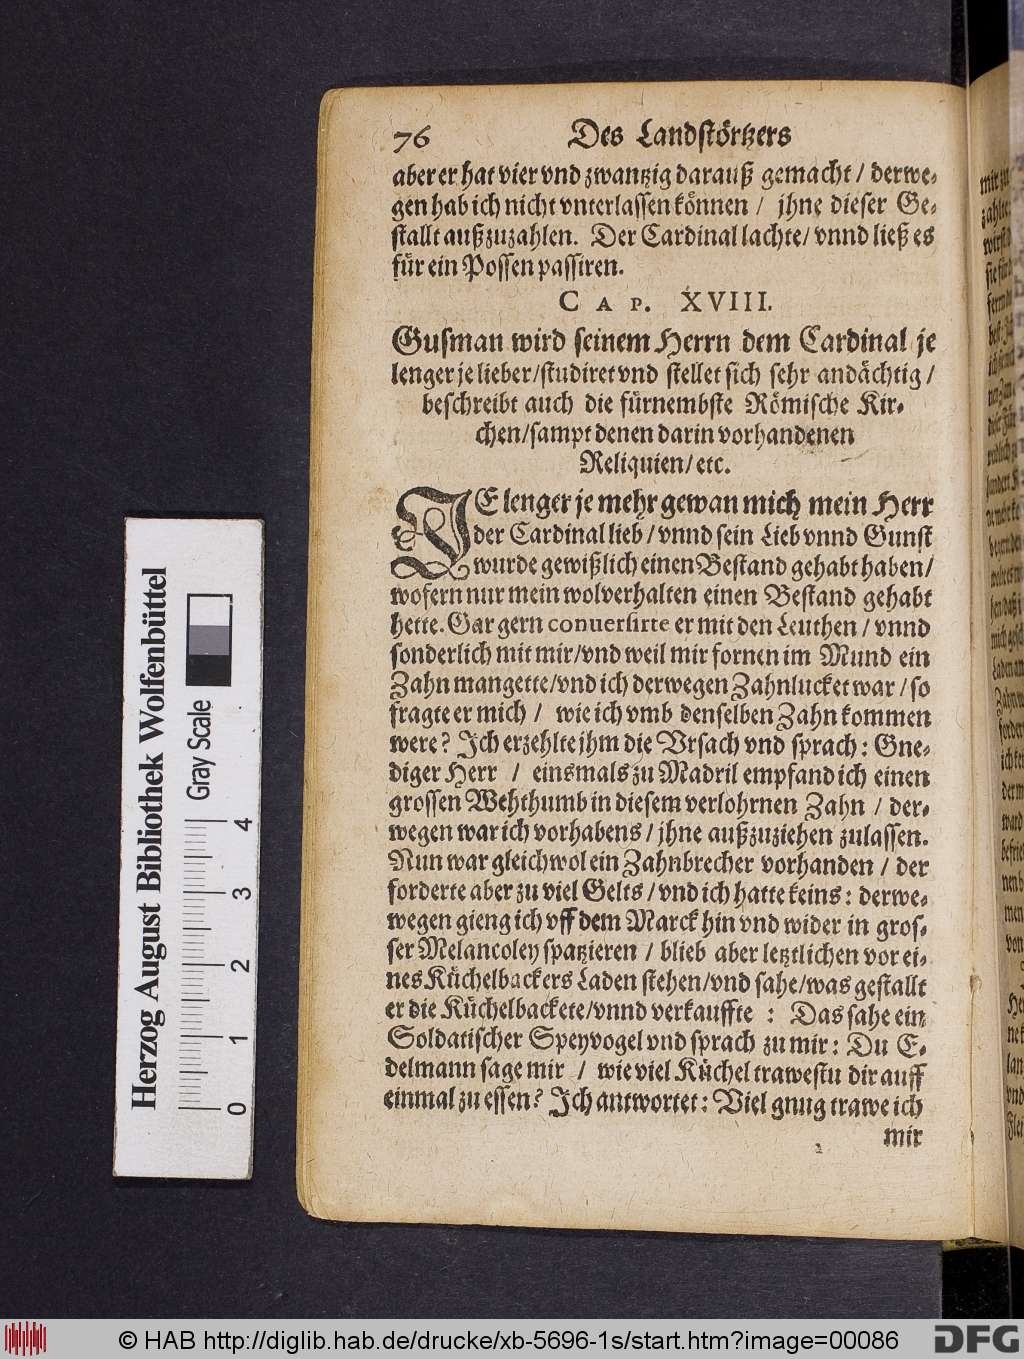 76 Des Landstörtzers
aber er hat vier vnd zwantzig darauß gemacht / derwe-
gen hab ich nicht vnterlassen können / jhne dieser Ge-
stallt außzuzahlen. Der Cardinal lachte / vnnd ließ es
für ein Possen passiren.
CAP. XVIII.
Gusman wird seinem Herrn dem Cardinal je
lenger je lieber / studiret vnd stellet sich sehr andächtig /
beschreibt auch die fürnembste Römische Kir-
chen / sampt denen darin vorhandenen
Reliquien / etc.
JE lenger je mehr gewan mich mein Herr
der Cardinal lieb / vnnd sein Lieb vnnd Gunst
wurde gewißlich einen Bestand gehabt haben /
wofern nur mein wolverhalten einen Bestand gehabt
hette. Gar gern conuersirte er mit den Leuthen / vnnd
sonderlich mit mir / vnd weil mir fornen im Mund ein
Zahn mangette / vnd ich derwegen Zahnlucket war / so
fragte er mich / wie ich vmb denselben Zahn kommen
were? Ich erzehlte jhm die Vrsach vnd sprach: Gne-
diger Herr / einsmals zu Madril empfand ich einen
grossen Wehthumb in diesem verlohrnen Zahn / der-
wegen war ich vorhabens / jhne außzuziehen zulassen.
Nun war gleichwol ein Zahnbrecher vorhanden / der
forderte aber zu viel Gelts / vnd ich hatte keins: derwe-
wegen gieng ich vff dem Marck hin vnd wider in gros-
ser Melancoley spatzieren / blieb aber letztlichen vor ei-
nes Küchelbackers Laden stehen / vnd sahe / was gestallt
er die Küchelbackete / vnnd verkauffte : Das sahe ein
Soldatischer Speyvogel vnd sprach zu mir: Du E-
delmann sage mir / wie viel Küchel trawestu dir auff
einmal zu essen? Ich antwortet: Viel gnug trawe ich
mir
Herzog August Bibliothek Wolfenbüttel
Gray Scale
0 1 2 3 4
© HAB http://diglib.hab.de/drucke/xb-5696-1s/start.htm?image=00086
DFG